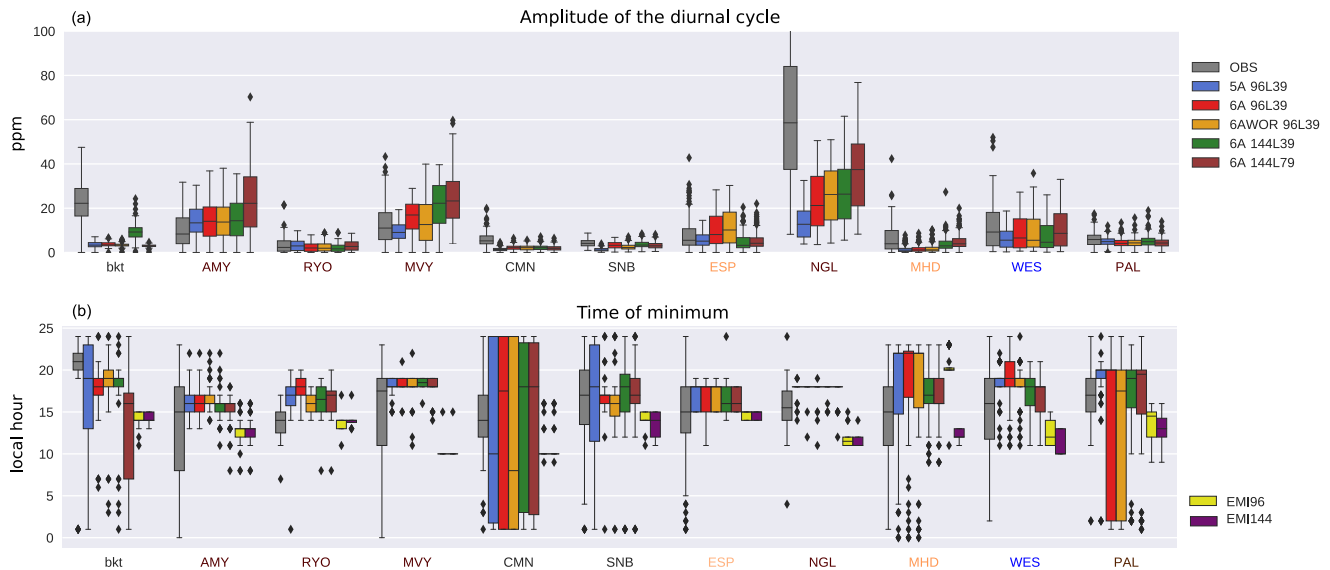 (a) Amplitude of the diurnal cycle
100
80
60
40
20
0
ppm
bkt AMY RYO MVY CMN SNB ESP NGL MHD WES PAL
OBS
5A 96L39
6A 96L39
6AWOR 96L39
6A 144L39
6A 144L79
(b) Time of minimum
25
20
15
10
5
0
local hour
bkt AMY RYO MVY CMN SNB ESP NGL MHD WES PAL
EMI96
EMI144